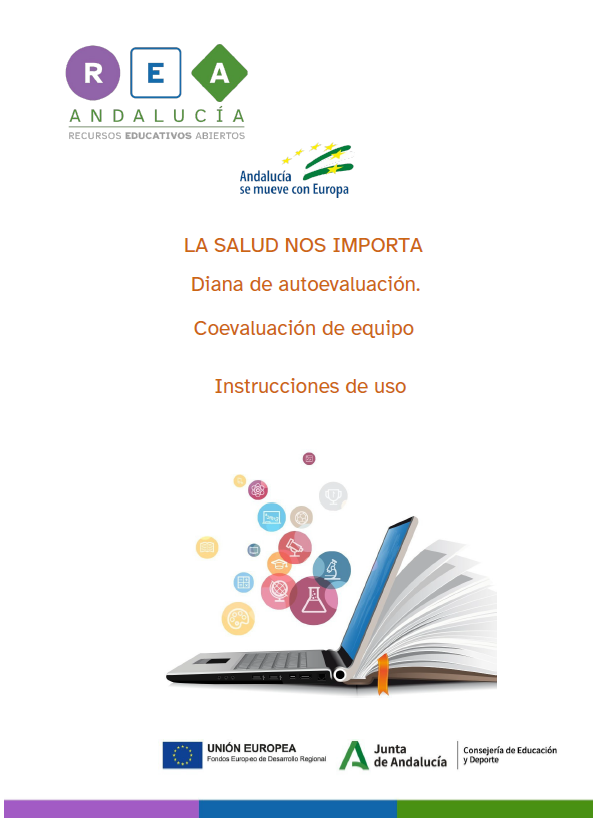 R E A
ANDALUCÍA
RECURSOS EDUCATIVOS ABIERTOS
Andalucía
se mueve con Europa
LA SALUD NOS IMPORTA
Diana de autoevaluación.
Coevaluación de equipo
Instrucciones de uso
UNIÓN EUROPEA
Fondos Europeo de Desarrollo Regional
Junta
de Andalucía
Consejería de Educación
y Deporte